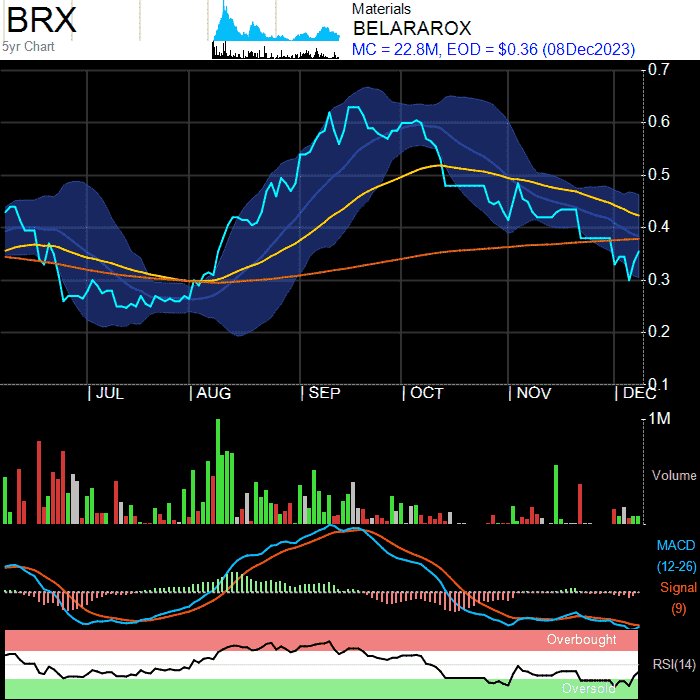 BRX
5yr Chart
Materials
BELARAROX
MC = 22.8M, EOD = $0.36 (08Dec2023)
0.7
0.6
0.5
0.4
0.3
0.2
0.1
JUL AUG SEP OCT NOV DEC
1M
Volume
MACD
(12-26)
Signal
(9)
Overbought
RSI(14)
Oversold